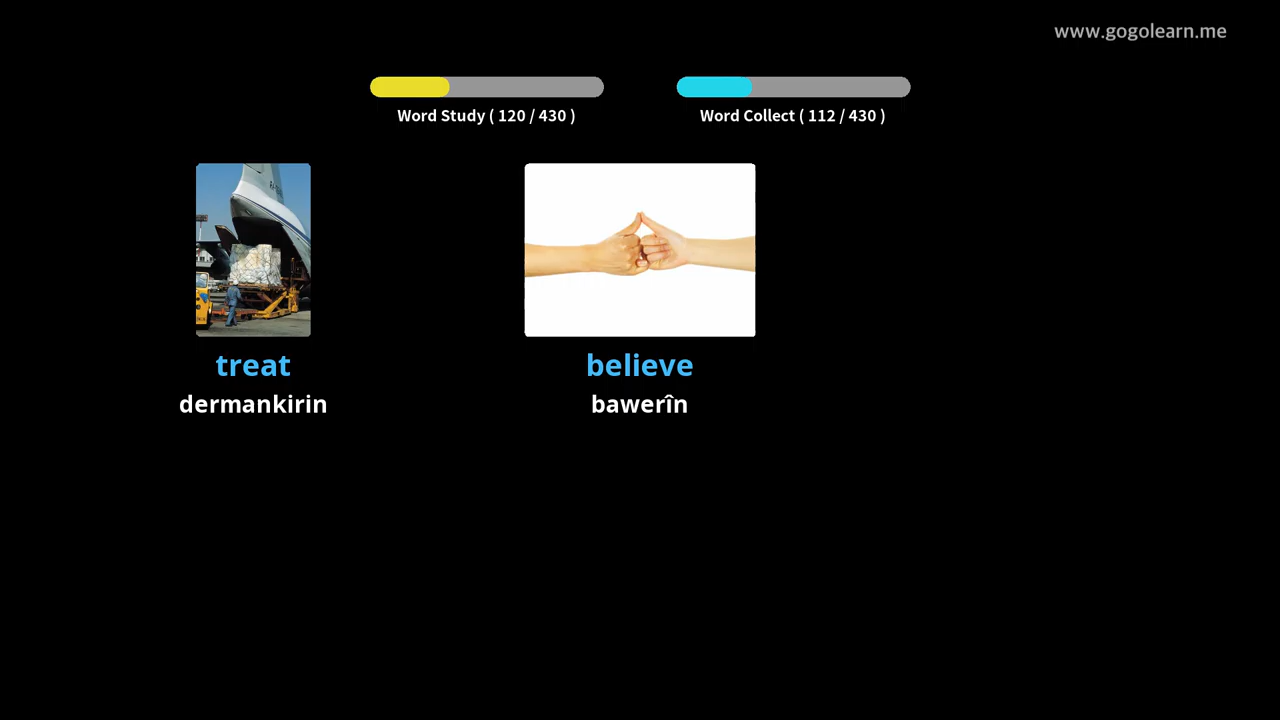 www.gogolearn.me
Word Study ( 120 / 430 )
Word Collect ( 112 / 430 )
treat
dermankirin
believe
bawerîn